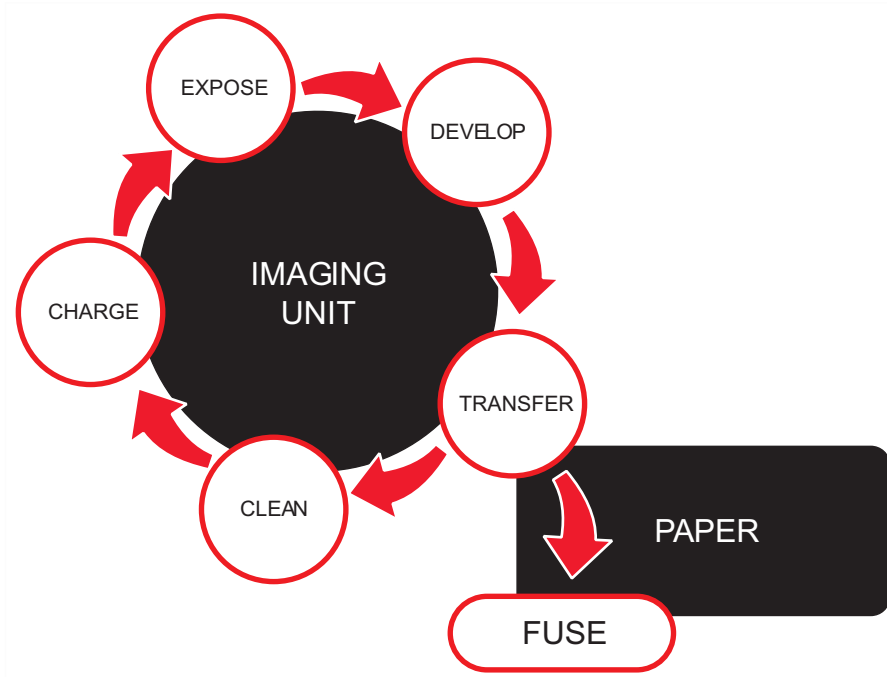 EXPOSE
DEVELOP
IMAGING
UNIT
CHARGE
TRANSFER
CLEAN
PAPER
FUSE